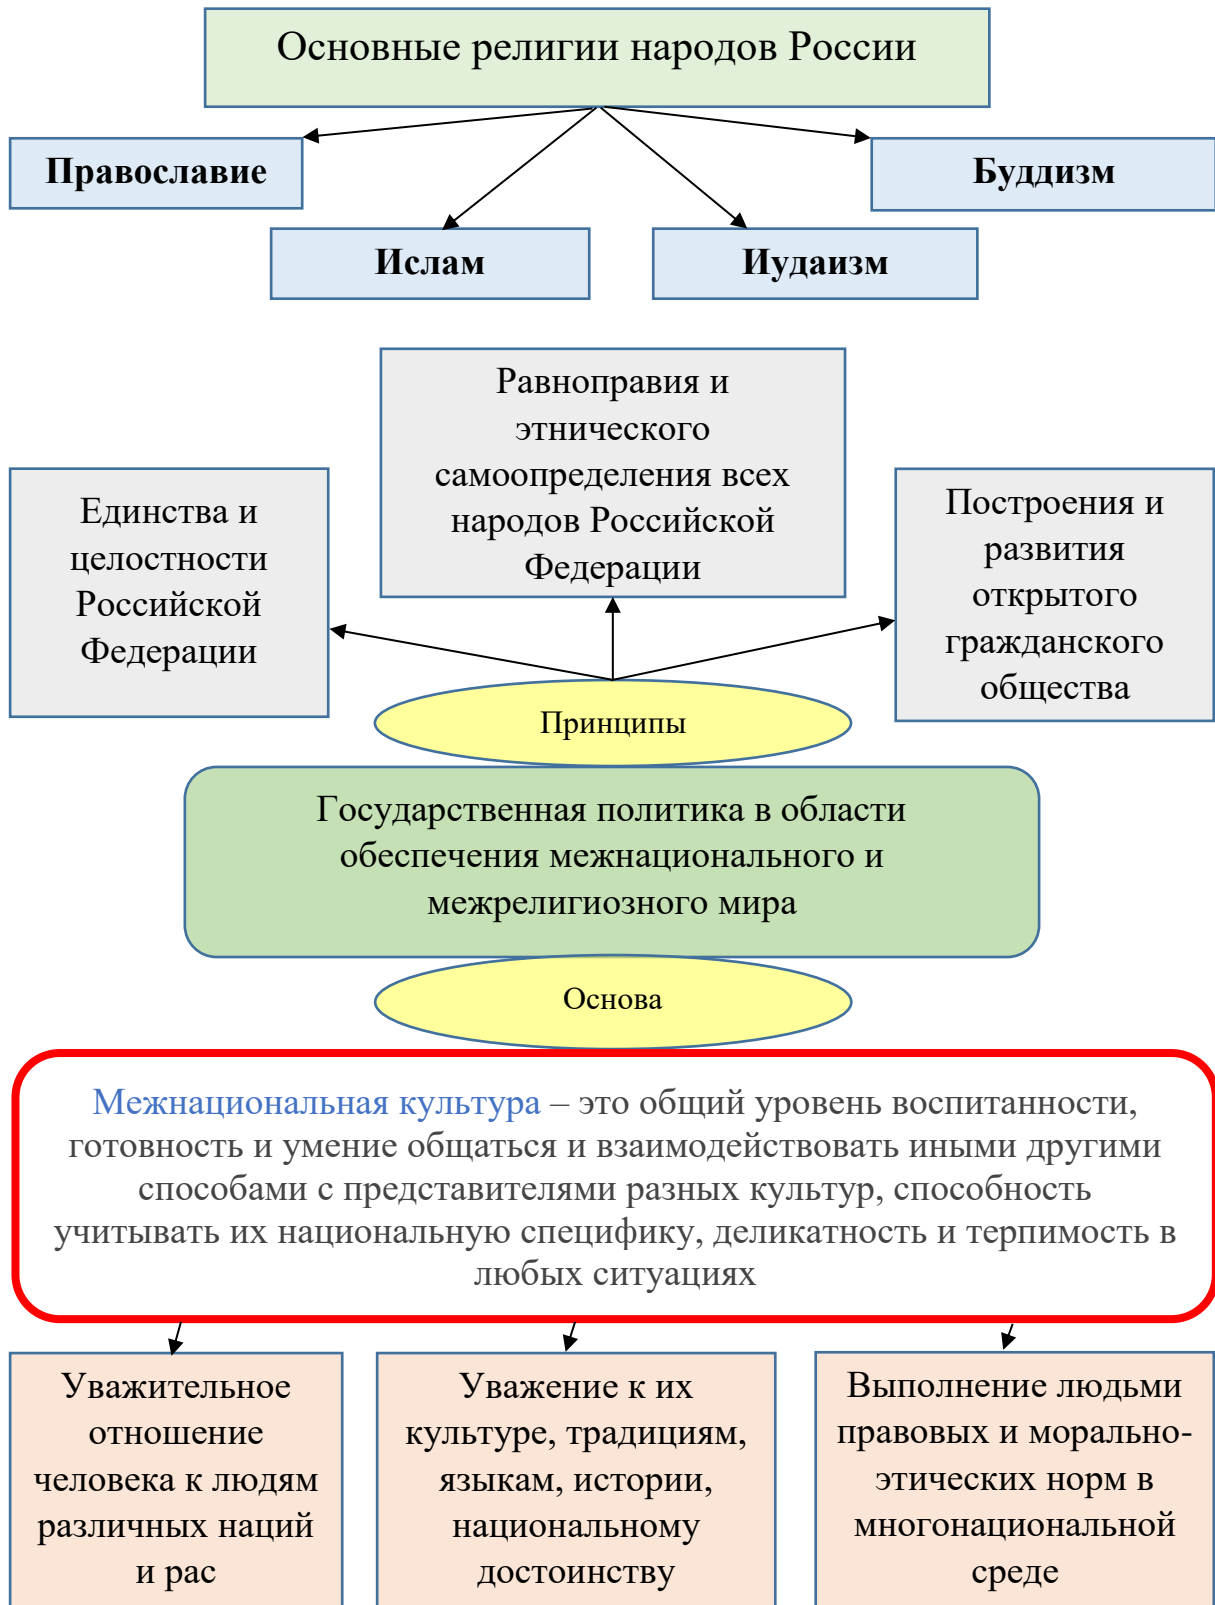 Основные религии народов России
Православие
Буддизм
Ислам
Иудаизм
Равноправия и
этнического
самоопределения всех
народов Российской
Федерации
Единства и
целостности
Российской
Федерации
Построения и
развития
открытого
гражданского
общества
Принципы
Государственная политика в области
обеспечения межнационального и
межрелигиозного мира
Основа
Межнациональная культура – это общий уровень воспитанности,
готовность и умение общаться и взаимодействовать иными другими
способами с представителями разных культур, способность
учитывать их национальную специфику, деликатность и терпимость в
любых ситуациях
Уважительное
отношение
человека к людям
различных наций
и рас
Уважение к их
культуре, традициям,
языкам, истории,
национальному
достоинству
Выполнение людьми
правовых и морально-
этических норм в
многонациональной
среде